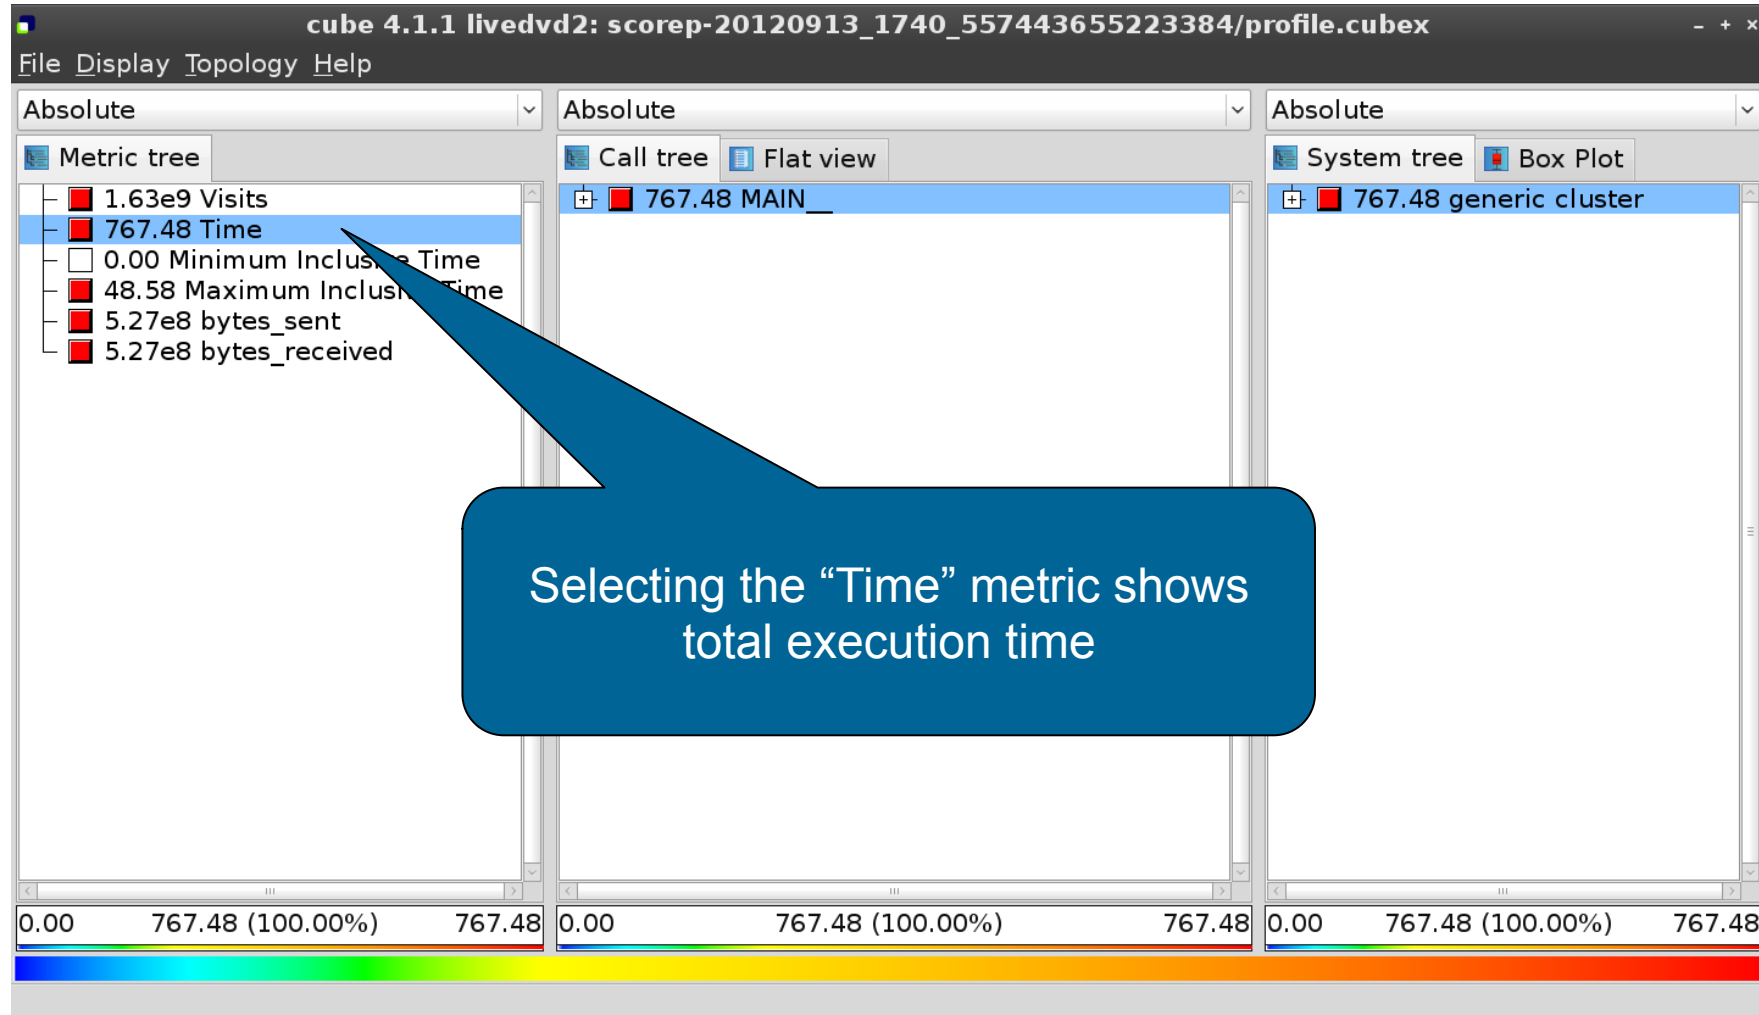 cube 4.1.1 livedvd2: scorep-20120913_1740_557443655223384/profile.cubex
File Display Topology Help
Absolute
Absolute
Absolute
Metric tree
Call tree
Flat view
System tree
Box Plot
1.63e9 Visits
767.48 Time
0.00 Minimum Inclusive Time
48.58 Maximum Inclusive Time
5.27e8 bytes_sent
5.27e8 bytes_received
767.48 MAIN__
767.48 generic cluster
Selecting the “Time” metric shows
total execution time
0.00 767.48 (100.00%) 767.48
0.00 767.48 (100.00%) 767.48
0.00 767.48 (100.00%) 767.48